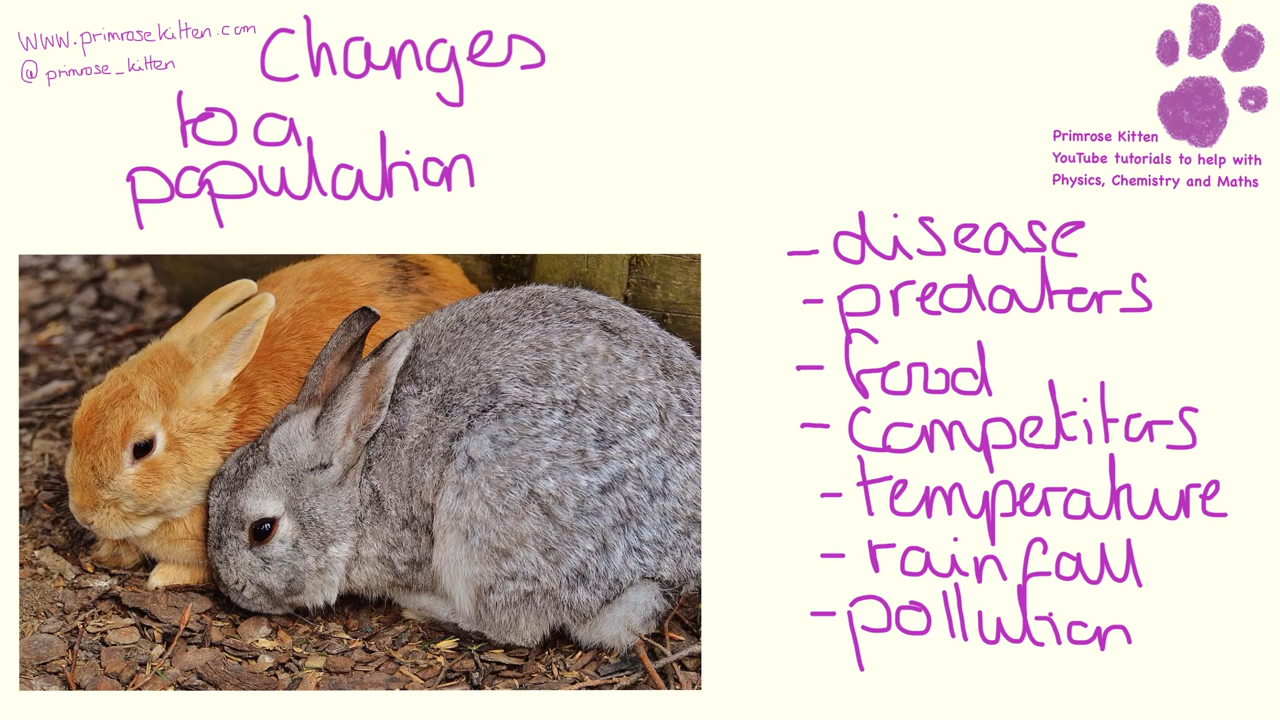 www.primrosekitten.com
@primrose_kitten
Changes
to a
population
Primrose Kitten
YouTube tutorials to help with
Physics, Chemistry and Maths
- disease
- predators
- food
- competitors
- temperature
- rainfall
- pollution